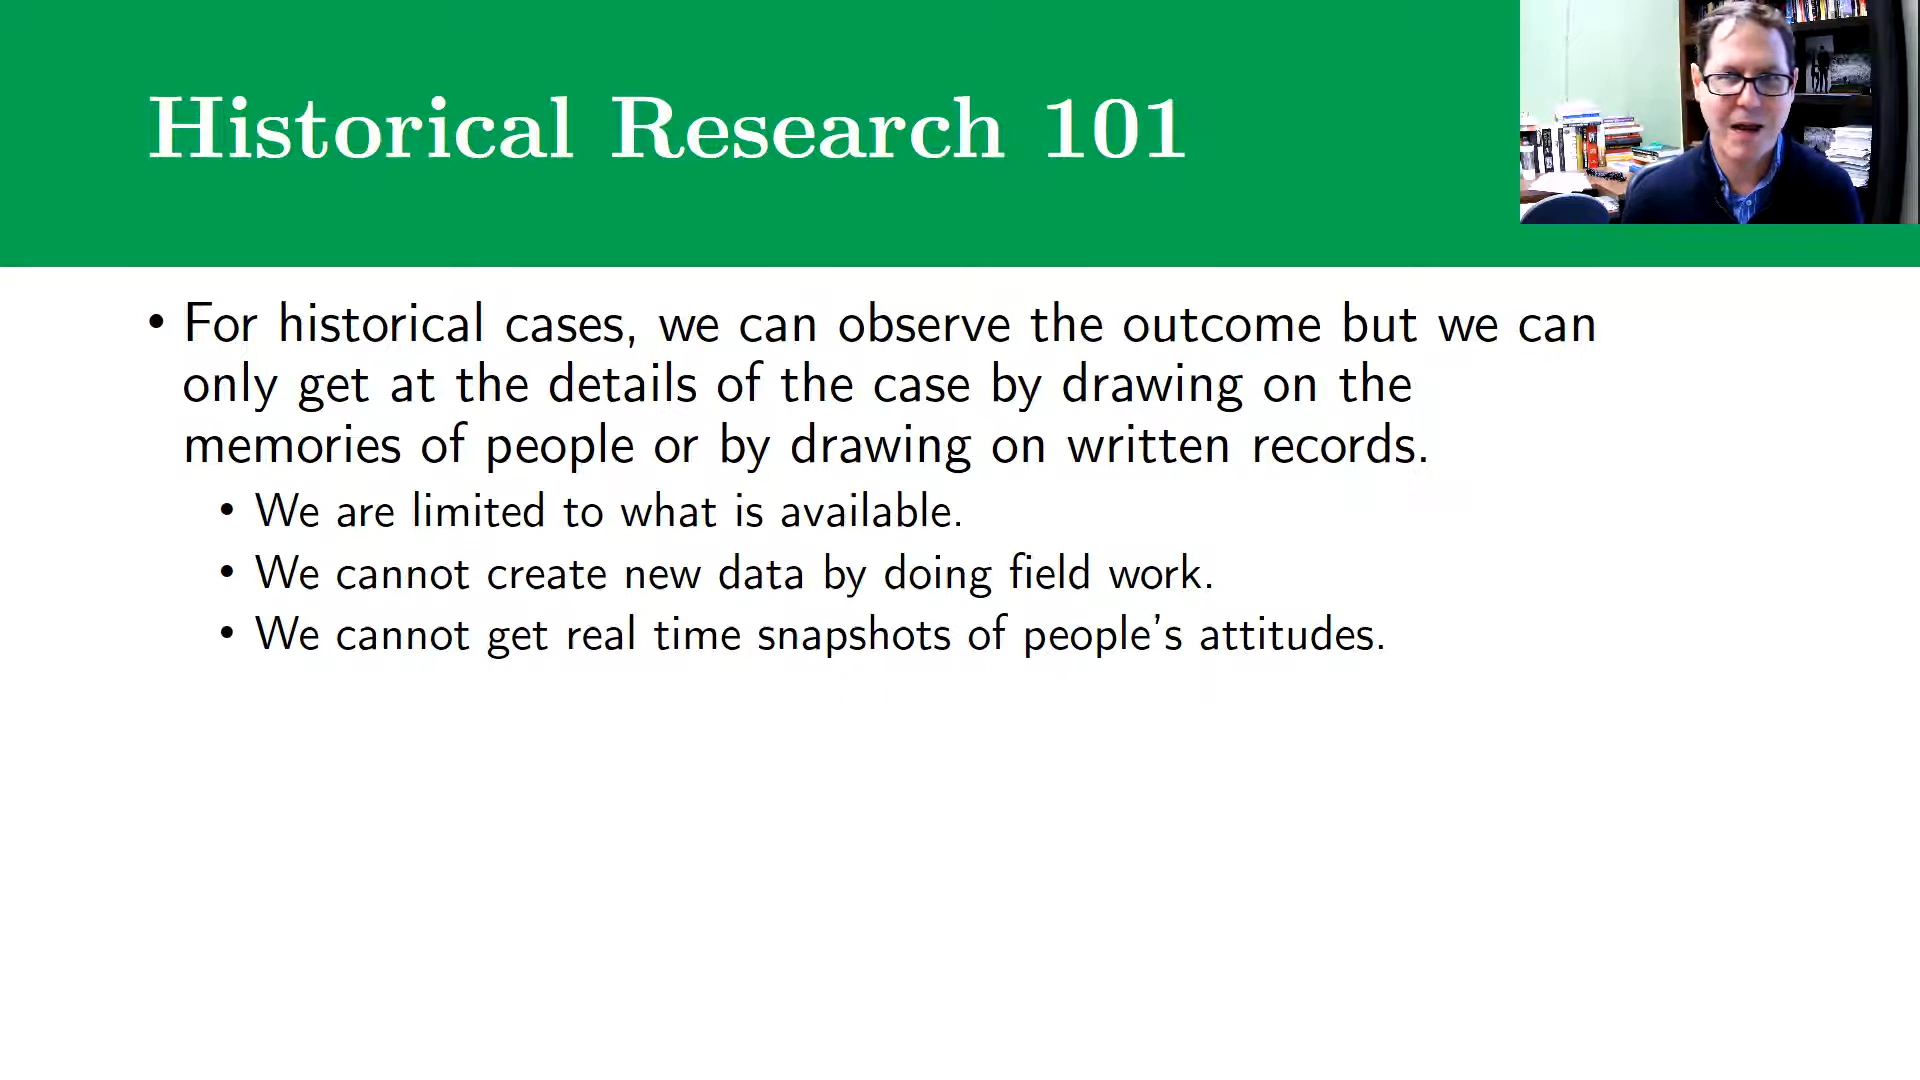 Historical Research 101
• For historical cases, we can observe the outcome but we can
only get at the details of the case by drawing on the
memories of people or by drawing on written records.
• We are limited to what is available.
• We cannot create new data by doing field work.
• We cannot get real time snapshots of people's attitudes.